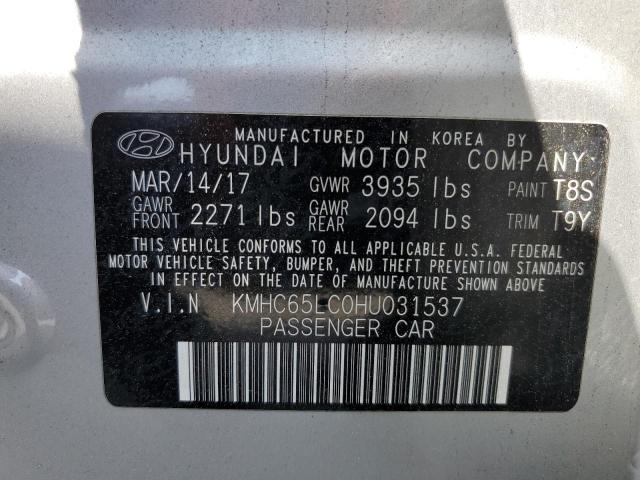 MANUFACTURED IN KOREA BY
HYUNDAI MOTOR COMPANY
MAR/14/17 GVWR 3935 lbs PAINT T8S
GAWR FRONT 2271 lbs GAWR REAR 2094 lbs TRIM T9Y
THIS VEHICLE CONFORMS TO ALL APPLICABLE U.S.A. FEDERAL
MOTOR VEHICLE SAFETY, BUMPER, AND THEFT PREVENTION STANDARDS
IN EFFECT ON THE DATE OF MANUFACTURE SHOWN ABOVE.
V.I.N KMHC65LC0HU031537
PASSENGER CAR